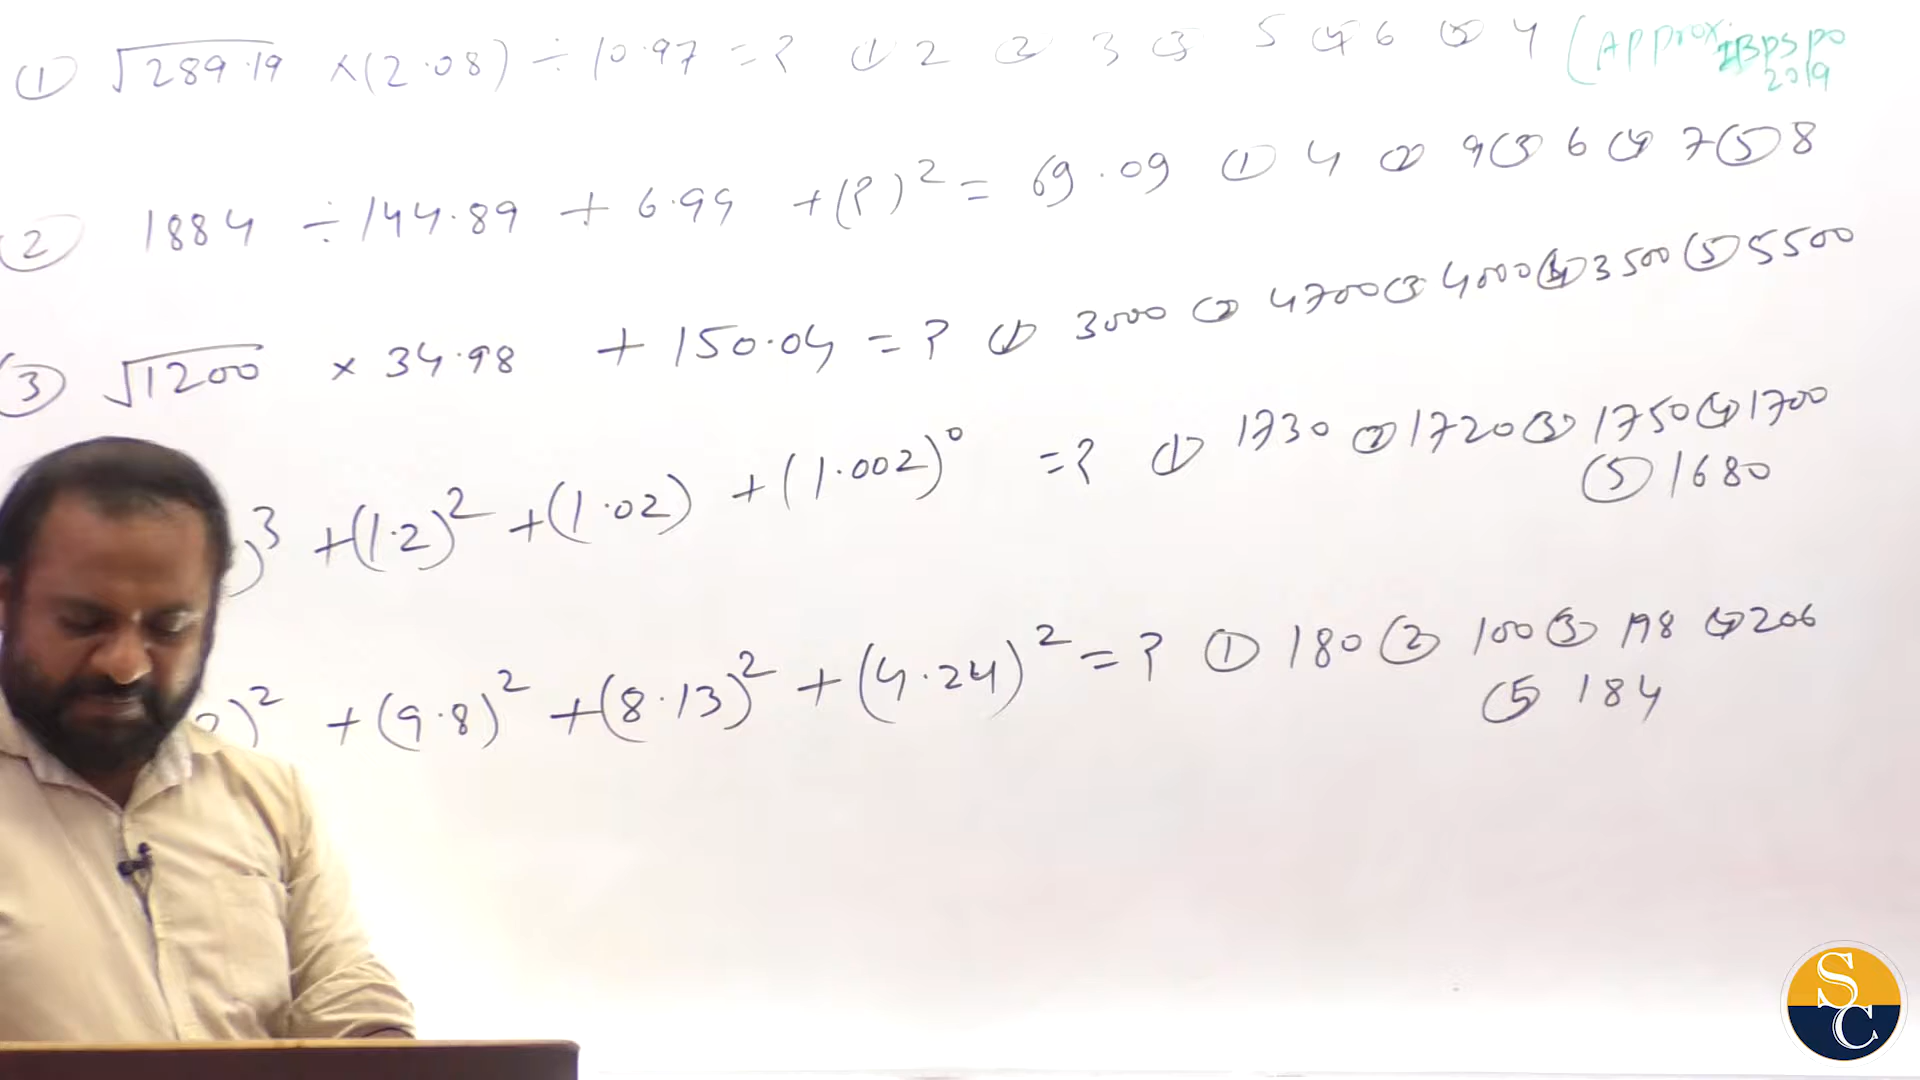 ① √289.19 ×(2.08) ÷ 10.97 = ? ① 2 ② 3 ③ 5 ④ 6 ⑤ 4 (Approx. IBPS PO
2019
② 1884 ÷ 144.89 + 6.99 + (?)² = 69.09 ① 4 ② 9 ③ 6 ④ 7 ⑤ 8
③ √1200 × 34.98 + 150.04 = ? ① 3000 ② 4700 ③ 4000 ④ 3500 ⑤ 5500
)³ + (1.2)² + (1.02) + (1.002)⁰ = ? ① 1730 ② 1720 ③ 1750 ④ 1700
⑤ 1680
)² + (9.8)² + (8.13)² + (4.24)² = ? ① 180 ② 100 ③ 198 ④ 206
⑤ 184
SC